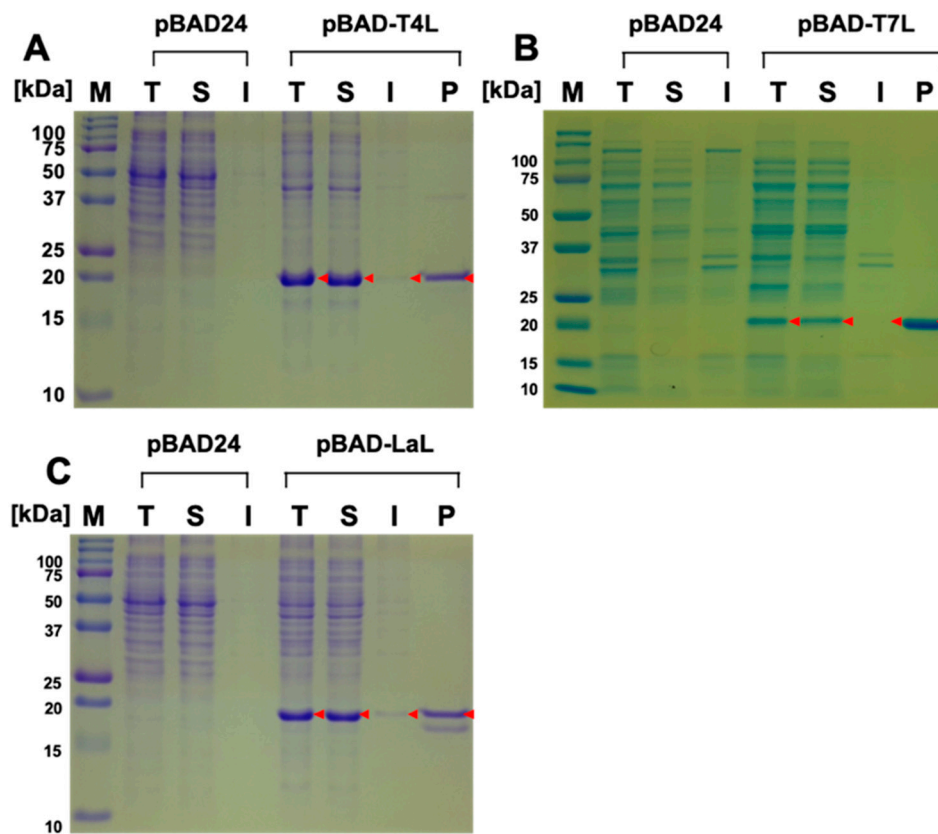 A
pBAD24 pBAD-T4L
[kDa] M T S I T S I P
100
75
50
37
25
20
15
10
B
pBAD24 pBAD-T7L
[kDa] M T S I T S I P
100
75
50
37
25
20
15
10
C
pBAD24 pBAD-LaL
[kDa] M T S I T S I P
100
75
50
37
25
20
15
10